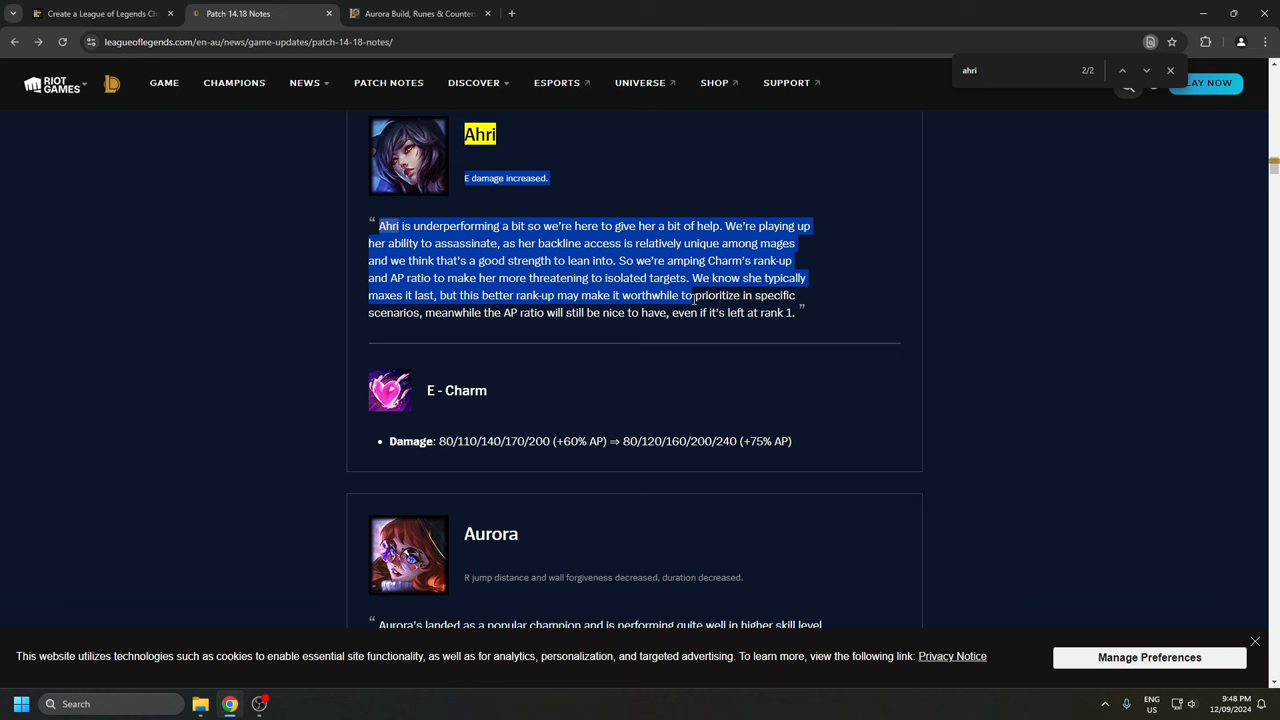 Create a League of Legends Ch
Patch 14.18 Notes
Aurora Build, Runes & Counter
leagueoflegends.com/en-au/news/game-updates/patch-14-18-notes/
ahri
2/2
RIOT GAMES
GAME
CHAMPIONS
NEWS
PATCH NOTES
DISCOVER
ESPORTS
UNIVERSE
SHOP
SUPPORT
LAY NOW
Ahri
E damage increased.
“ Ahri is underperforming a bit so we’re here to give her a bit of help. We’re playing up
her ability to assassinate, as her backline access is relatively unique among mages
and we think that’s a good strength to lean into. So we’re amping Charm’s rank-up
and AP ratio to make her more threatening to isolated targets. We know she typically
maxes it last, but this better rank-up may make it worthwhile to prioritize in specific
scenarios, meanwhile the AP ratio will still be nice to have, even if it’s left at rank 1. ”
E - Charm
• Damage: 80/110/140/170/200 (+60% AP) ⇒ 80/120/160/200/240 (+75% AP)
Aurora
R jump distance and wall forgiveness decreased, duration decreased.
“ Aurora’s landed as a popular champion and is performing quite well in higher skill level
This website utilizes technologies such as cookies to enable essential site functionality, as well as for analytics, personalization, and targeted advertising. To learn more, view the following link: Privacy Notice
Manage Preferences
Search
ENG
US
9:48 PM
12/09/2024